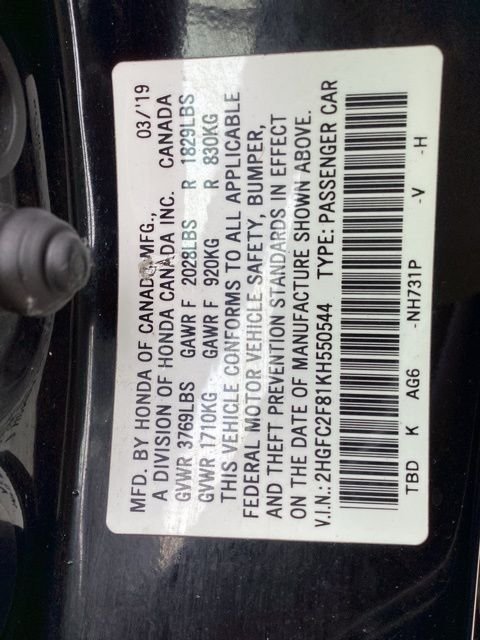 MFD. BY HONDA OF CANADA MFG., 03/'19
A DIVISION OF HONDA CANADA INC. CANADA
GVWR 3769LBS GAWR F 2028LBS R 1829LBS
GVWR 1710KG GAWR F 920KG R 830KG
THIS VEHICLE CONFORMS TO ALL APPLICABLE
FEDERAL MOTOR VEHICLE SAFETY, BUMPER,
AND THEFT PREVENTION STANDARDS IN EFFECT
ON THE DATE OF MANUFACTURE SHOWN ABOVE.
V.I.N.: 2HGFC2F81KH550544 TYPE: PASSENGER CAR
TBD K AG6 -NH731P -V -H